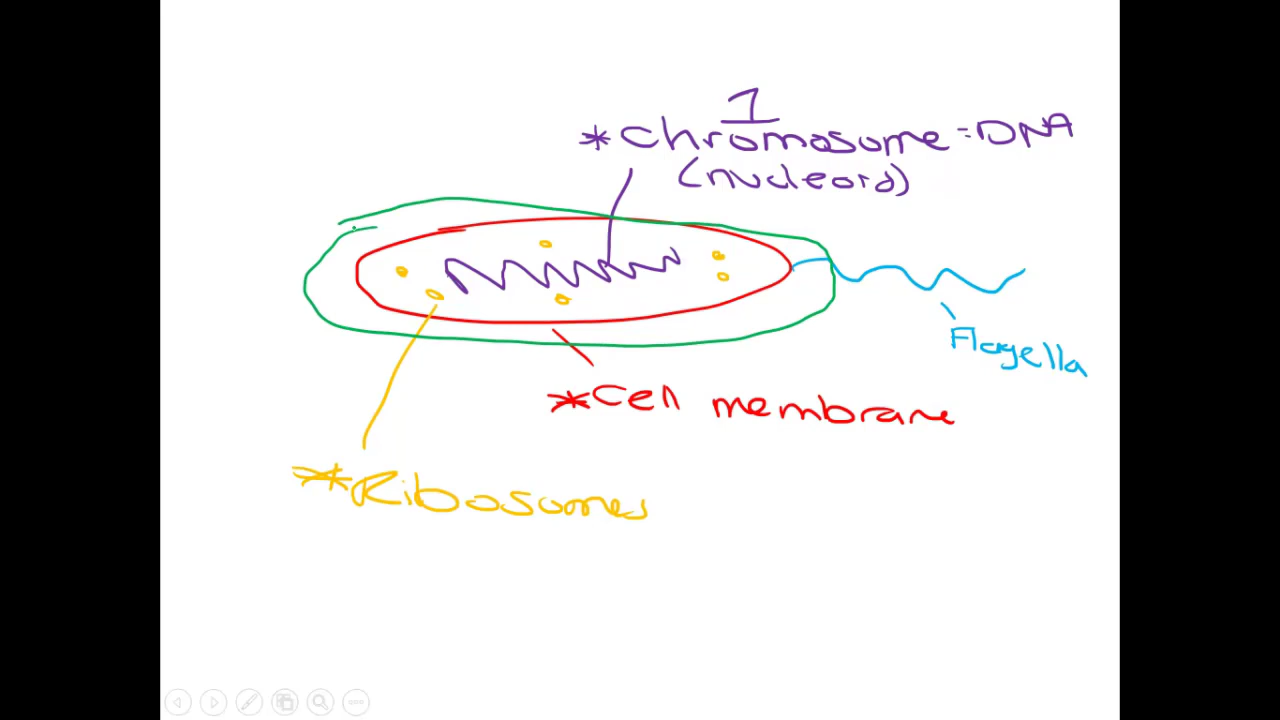 1
*Chromosome = DNA
(nucleoid)
Flagella
*Cell membrane
*Ribosomes